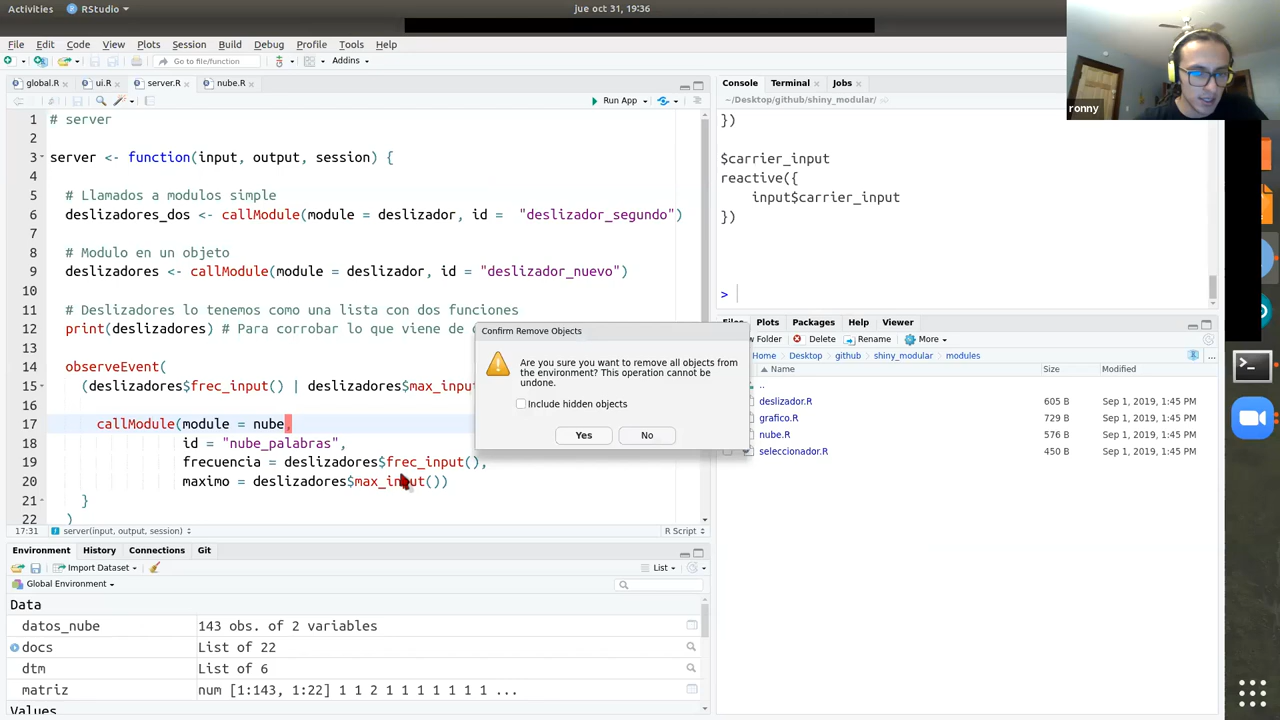 Activities
RStudio
jue oct 31, 19:36
File Edit Code View Plots Session Build Debug Profile Tools Help
Go to file/function
Addins
global.R
ui.R
server.R
nube.R
Run App
1 # server
2
3 server <- function(input, output, session) {
4
5 # Llamados a modulos simple
6 deslizadores_dos <- callModule(module = deslizador, id = "deslizador_segundo")
7
8 # Modulo en un objeto
9 deslizadores <- callModule(module = deslizador, id = "deslizador_nuevo")
10
11 # Deslizadores lo tenemos como una lista con dos funciones
12 print(deslizadores) # Para corrobar lo que viene de
13
14 observeEvent(
15 (deslizadores$frec_input() | deslizadores$max_inpu
16
17 callModule(module = nube,
18 id = "nube_palabras",
19 frecuencia = deslizadores$frec_input(),
20 maximo = deslizadores$max_input())
21 }
22 )
17:31 server(input, output, session) R Script
Environment History Connections Git
Import Dataset
List
Global Environment
Data
datos_nube 143 obs. of 2 variables
docs List of 22
dtm List of 6
matriz num [1:143, 1:22] 1 1 2 1 1 1 1 1 1 1 ...
Values
Confirm Remove Objects
Are you sure you want to remove all objects from
the environment? This operation cannot be
undone.
Include hidden objects
Yes No
Console Terminal Jobs
~/Desktop/github/shiny_modular/
})
$carrier_input
reactive({
input$carrier_input
})
>
Files Plots Packages Help Viewer
Folder Delete Rename More
Home Desktop github shiny_modular modules
Name Size Modified
..
deslizador.R 605 B Sep 1, 2019, 1:45 PM
grafico.R 729 B Sep 1, 2019, 1:45 PM
nube.R 576 B Sep 1, 2019, 1:45 PM
seleccionador.R 450 B Sep 1, 2019, 1:45 PM
ronny